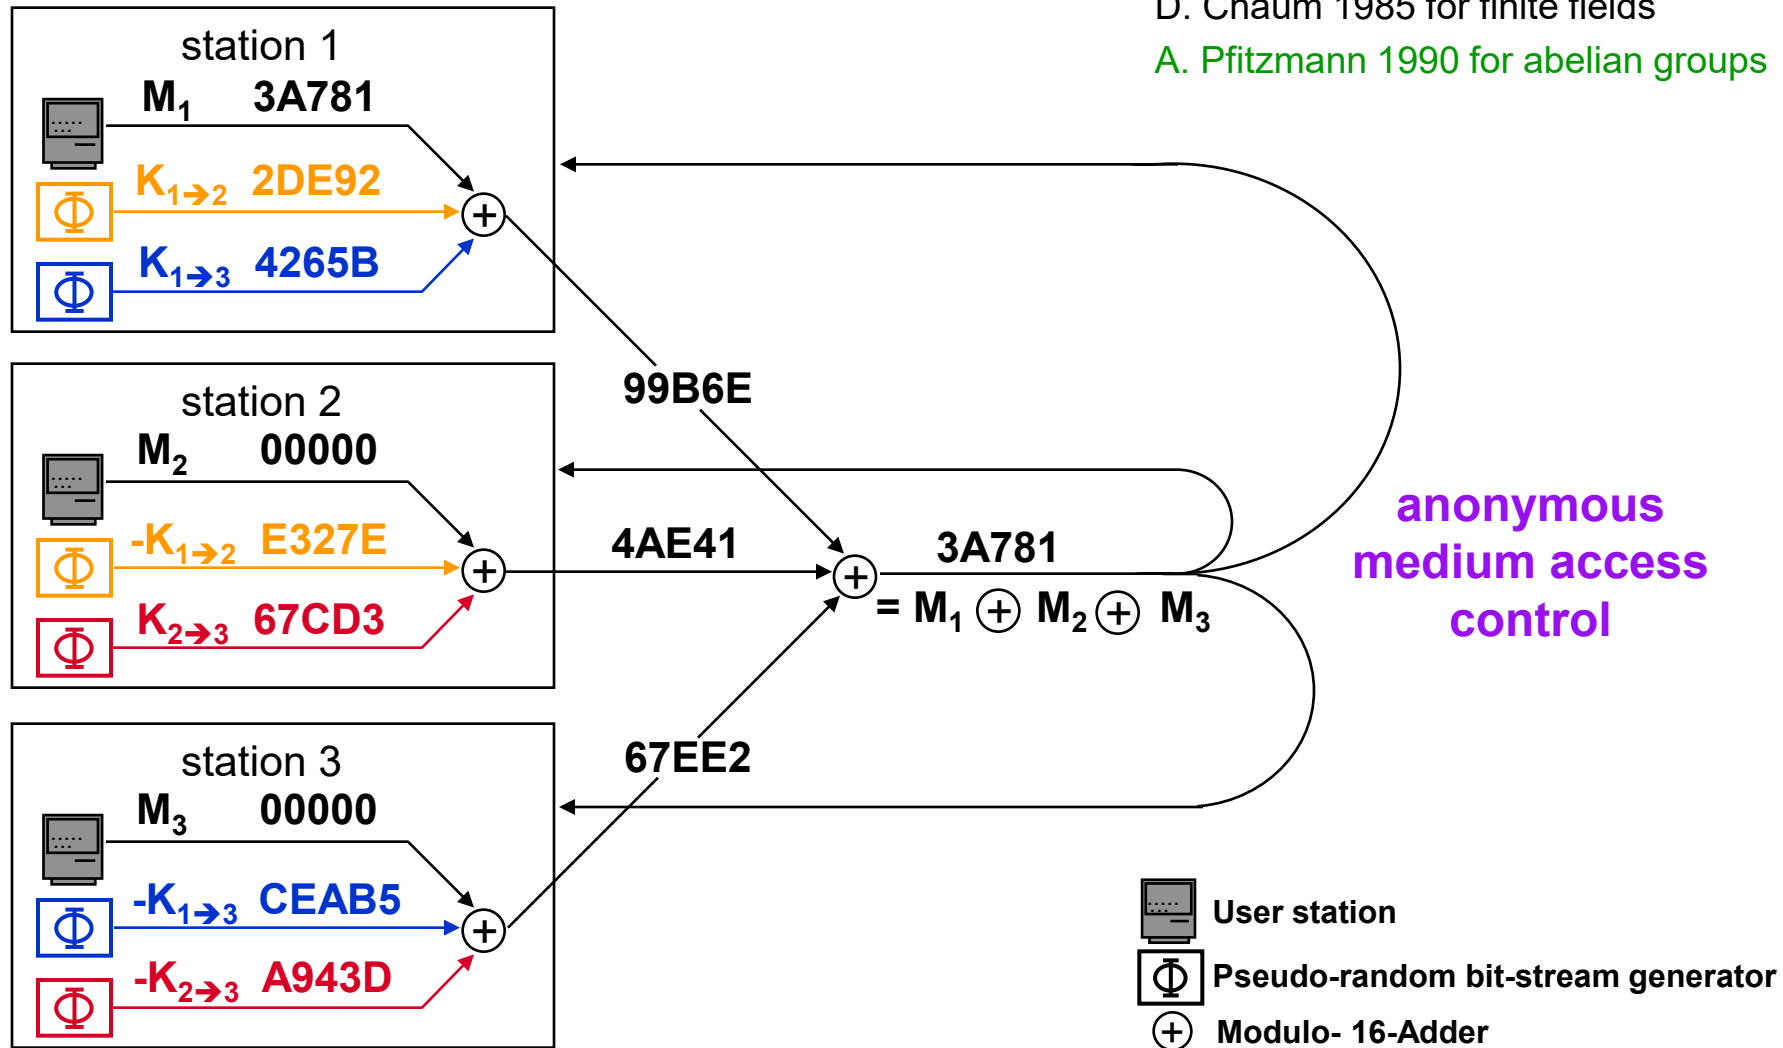 D. Chaum 1985 for finite fields
A. Pfitzmann 1990 for abelian groups
station 1
M1 3A781
Φ K1➔2 2DE92
Φ K1➔3 4265B
+
99B6E
station 2
M2 00000
Φ -K1➔2 E327E
Φ K2➔3 67CD3
+
4AE41
+
3A781
= M1 + M2 + M3
anonymous
medium access
control
station 3
M3 00000
Φ -K1➔3 CEAB5
Φ -K2➔3 A943D
+
67EE2
User station
Φ Pseudo-random bit-stream generator
+ Modulo- 16-Adder